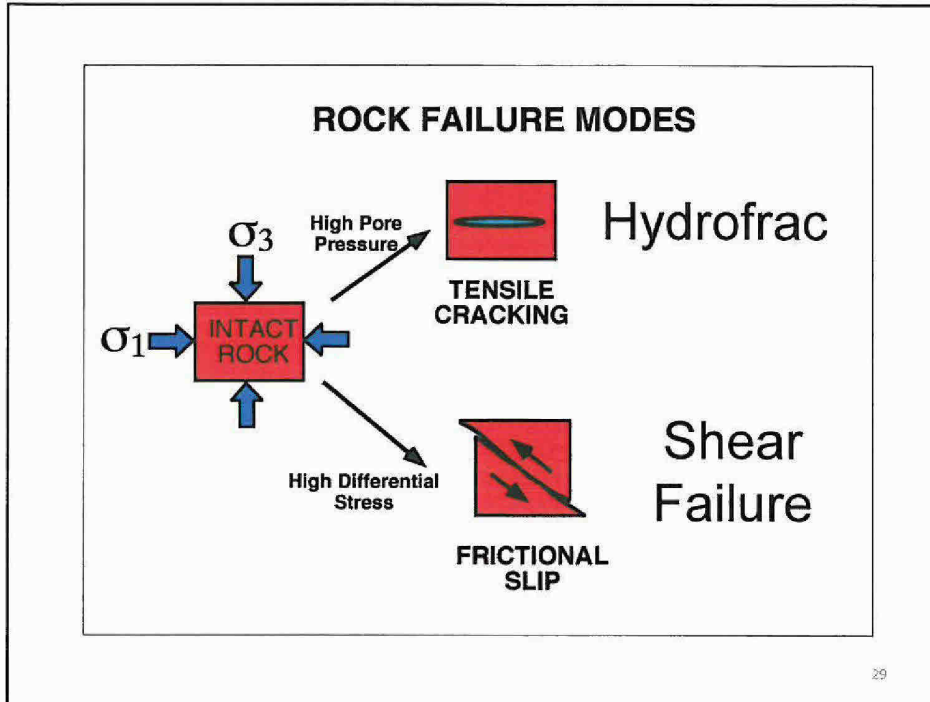 ROCK FAILURE MODES
High Pore
Pressure
Hydrofrac
σ3
TENSILE
CRACKING
σ1
INTACT
ROCK
High Differential
Stress
Shear
Failure
FRICTIONAL
SLIP
29